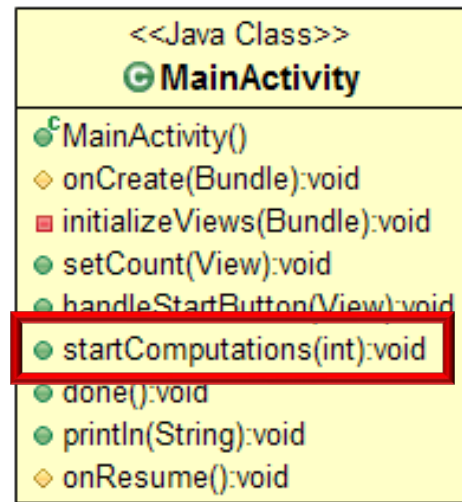 <<Java Class>>
MainActivity
MainActivity()
onCreate(Bundle):void
initializeViews(Bundle):void
setCount(View):void
handleStartButton(View):void
startComputations(int):void
done():void
println(String):void
onResume():void